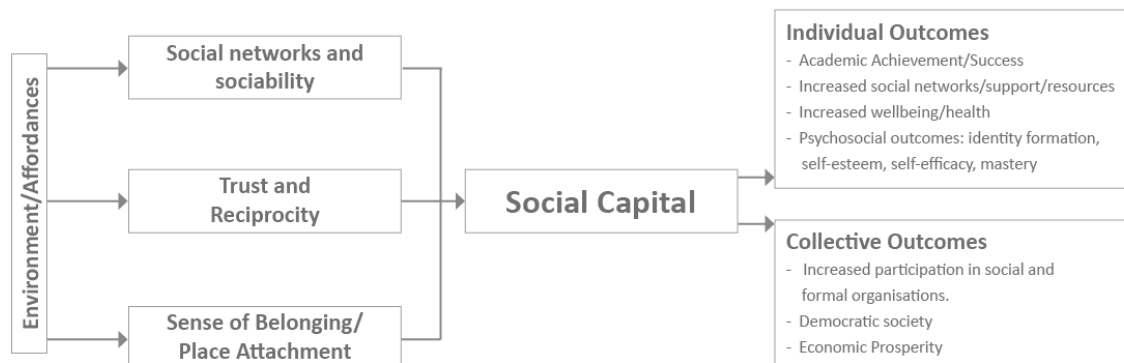 Environment/Affordances
Social networks and
sociability
Trust and
Reciprocity
Sense of Belonging/
Place Attachment
Social Capital
Individual Outcomes
- Academic Achievement/Success
- Increased social networks/support/resources
- Increased wellbeing/health
- Psychosocial outcomes: identity formation,
self-esteem, self-efficacy, mastery
Collective Outcomes
- Increased participation in social and
formal organisations.
- Democratic society
- Economic Prosperity